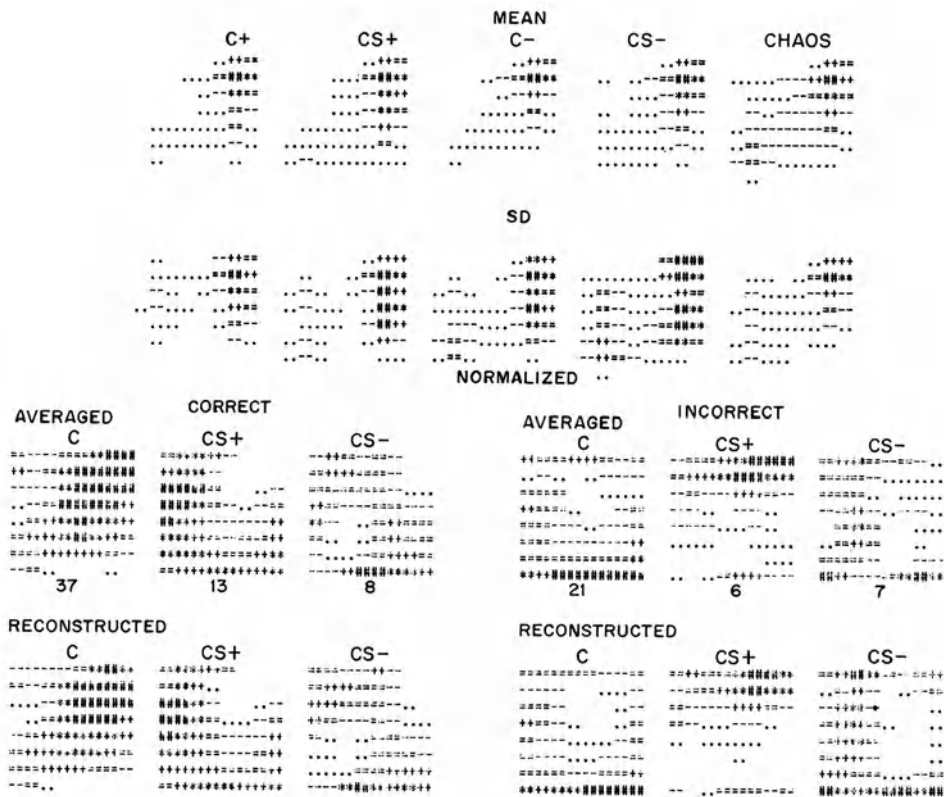 MEAN
C+ CS+ C− CS− CHAOS
SD
NORMALIZED
AVERAGED CORRECT
C CS+ CS−
37 13 8
AVERAGED INCORRECT
C CS+ CS−
21 6 7
RECONSTRUCTED
C CS+ CS−
RECONSTRUCTED
C CS+ CS−